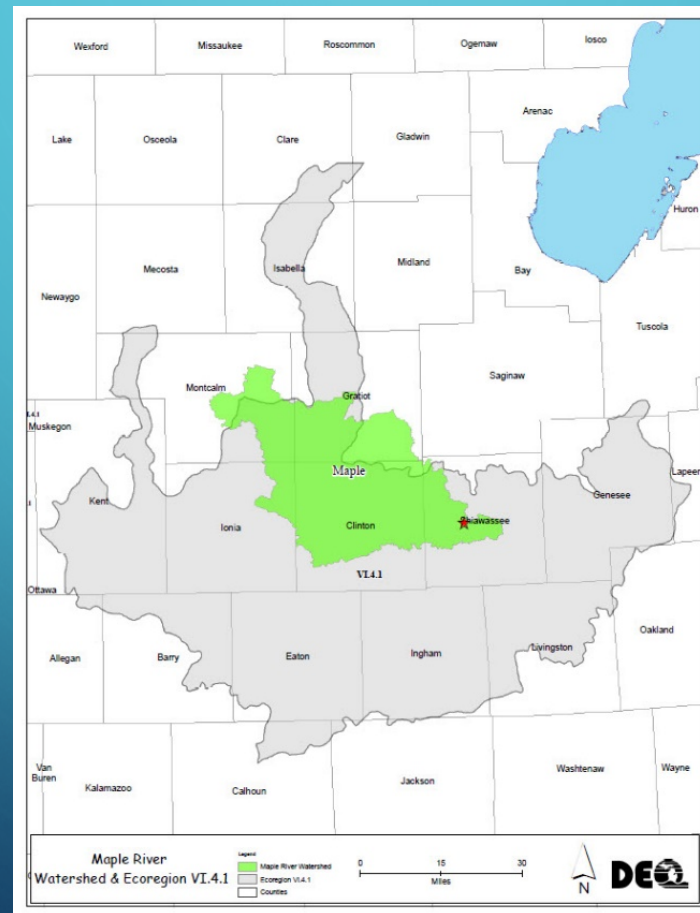 Wexford Missaukee Roscommon Ogemaw Iosco
Arenac
Lake Osceola Clare Gladwin
Huron
Mecosta Isabella Midland Bay
Newaygo
Tuscola
Saginaw
Montcalm Gratiot
Muskegon
Maple
Lapeer
Kent Genesee
Ionia Clinton Shiawassee
VI.4.1
Ottawa
Oakland
Allegan Barry Eaton Ingham Livingston
Van
Buren
Kalamazoo Calhoun Jackson Washtenaw Wayne
Maple River
Watershed & Ecoregion VI.4.1
Legend
Maple River Watershed
Ecoregion VI.4.1
Counties
0 15 30
Miles
N
DEQ